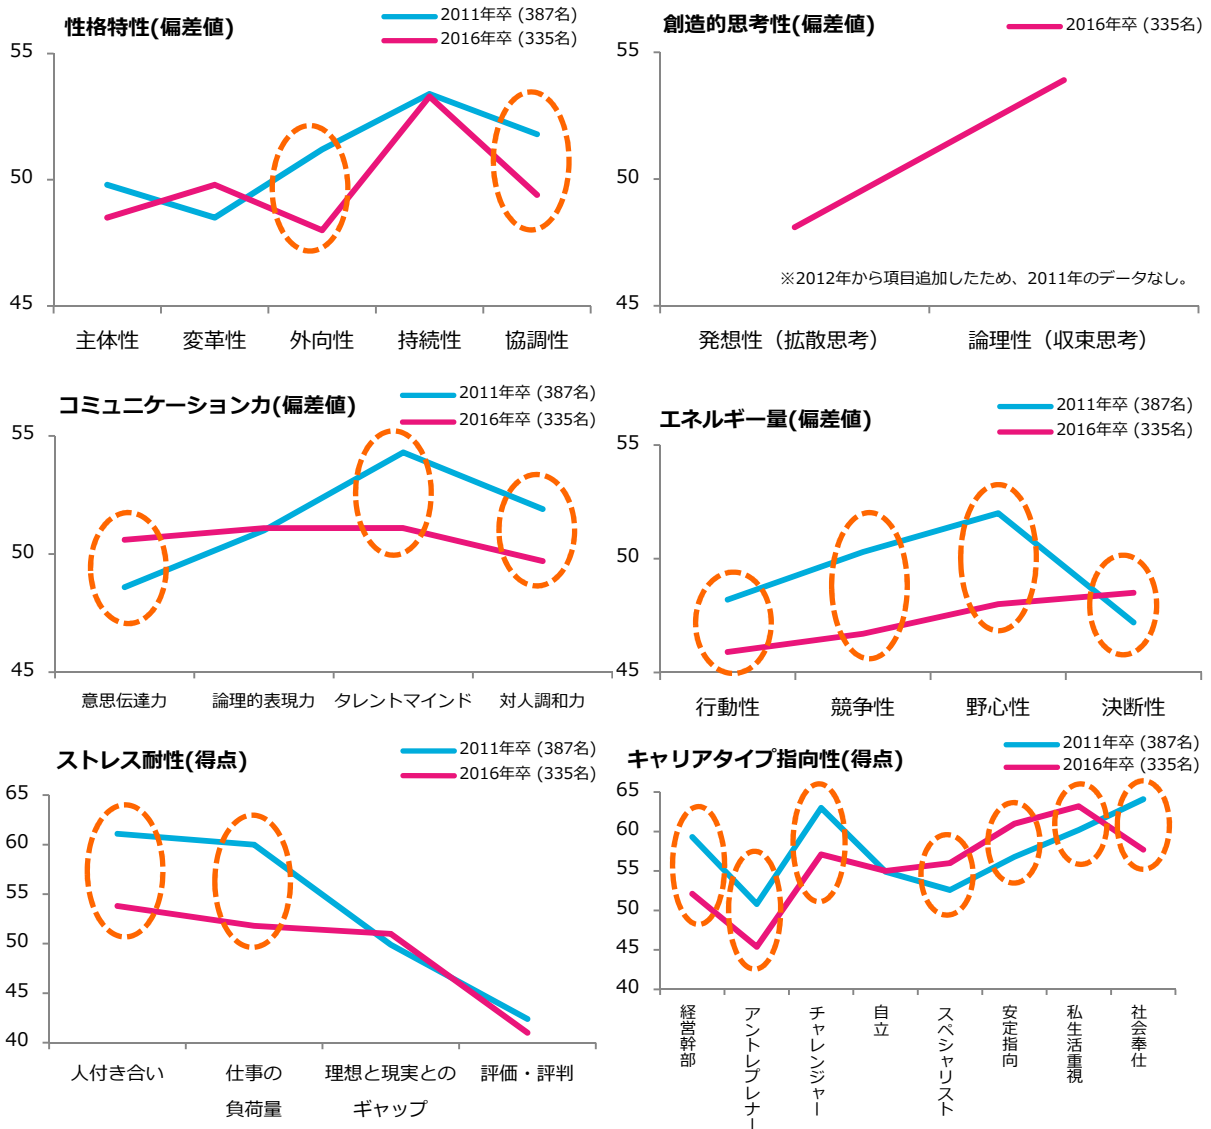 性格特性(偏差値)
2011年卒 (387名)
2016年卒 (335名)
55
50
45
主体性
変革性
外向性
持続性
協調性
創造的思考性(偏差値)
2016年卒 (335名)
55
50
45
※2012年から項目追加したため、2011年のデータなし。
発想性（拡散思考）
論理性（収束思考）
コミュニケーション力(偏差値)
2011年卒 (387名)
2016年卒 (335名)
55
50
45
意思伝達力
論理的表現力
タレントマインド
対人調和力
エネルギー量(偏差値)
2011年卒 (387名)
2016年卒 (335名)
55
50
45
行動性
競争性
野心性
決断性
ストレス耐性(得点)
2011年卒 (387名)
2016年卒 (335名)
65
60
55
50
45
40
人付き合い
仕事の
負荷量
理想と現実との
ギャップ
評価・評判
キャリアタイプ指向性(得点)
2011年卒 (387名)
2016年卒 (335名)
65
60
55
50
45
40
経営幹部
アントレプレナー
チャレンジャー
自立
スペシャリスト
安定指向
私生活重視
社会奉仕